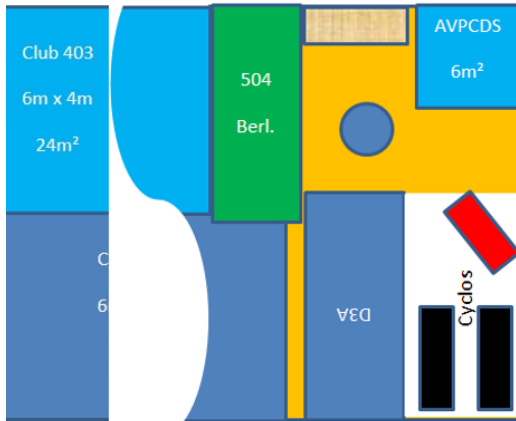 Club 403
6m x 4m
24m²
504
Berl.
AVPCDS
6m²
D3A
Cyclos